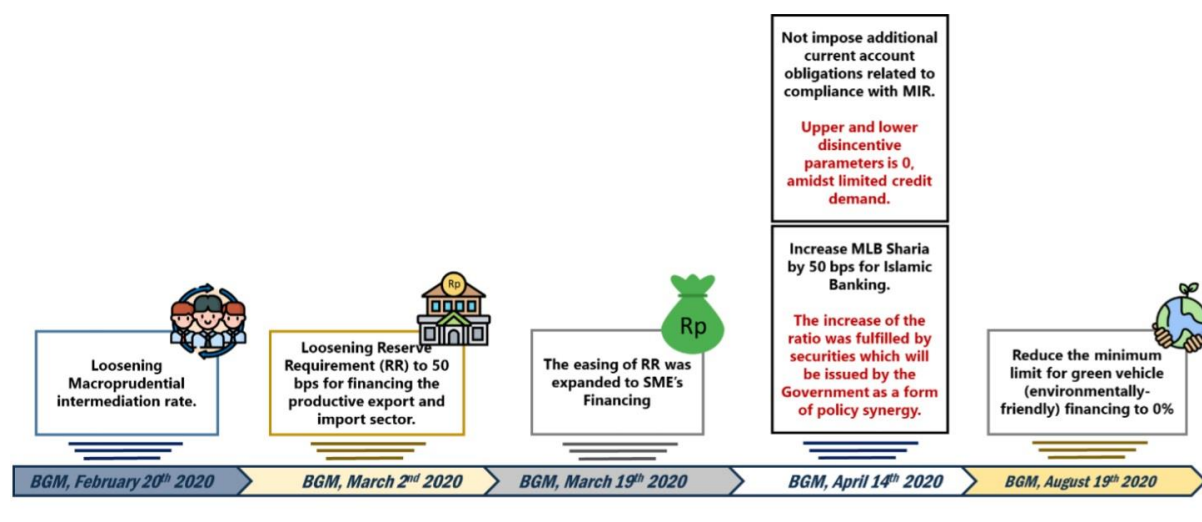 Not impose additional
current account
obligations related to
compliance with MIR.
Upper and lower
disincentive
parameters is 0,
amidst limited credit
demand.
Increase MLB Sharia
by 50 bps for Islamic
Banking.
The increase of the
ratio was fulfilled by
securities which will
be issued by the
Government as a form
of policy synergy.
Loosening
Macroprudential
intermediation rate.
Rp
Loosening Reserve
Requirement (RR) to 50
bps for financing the
productive export and
import sector.
Rp
The easing of RR was
expanded to SME's
Financing
Reduce the minimum
limit for green vehicle
(environmentally-
friendly) financing to 0%
BGM, February 20th 2020
BGM, March 2nd 2020
BGM, March 19th 2020
BGM, April 14th 2020
BGM, August 19th 2020